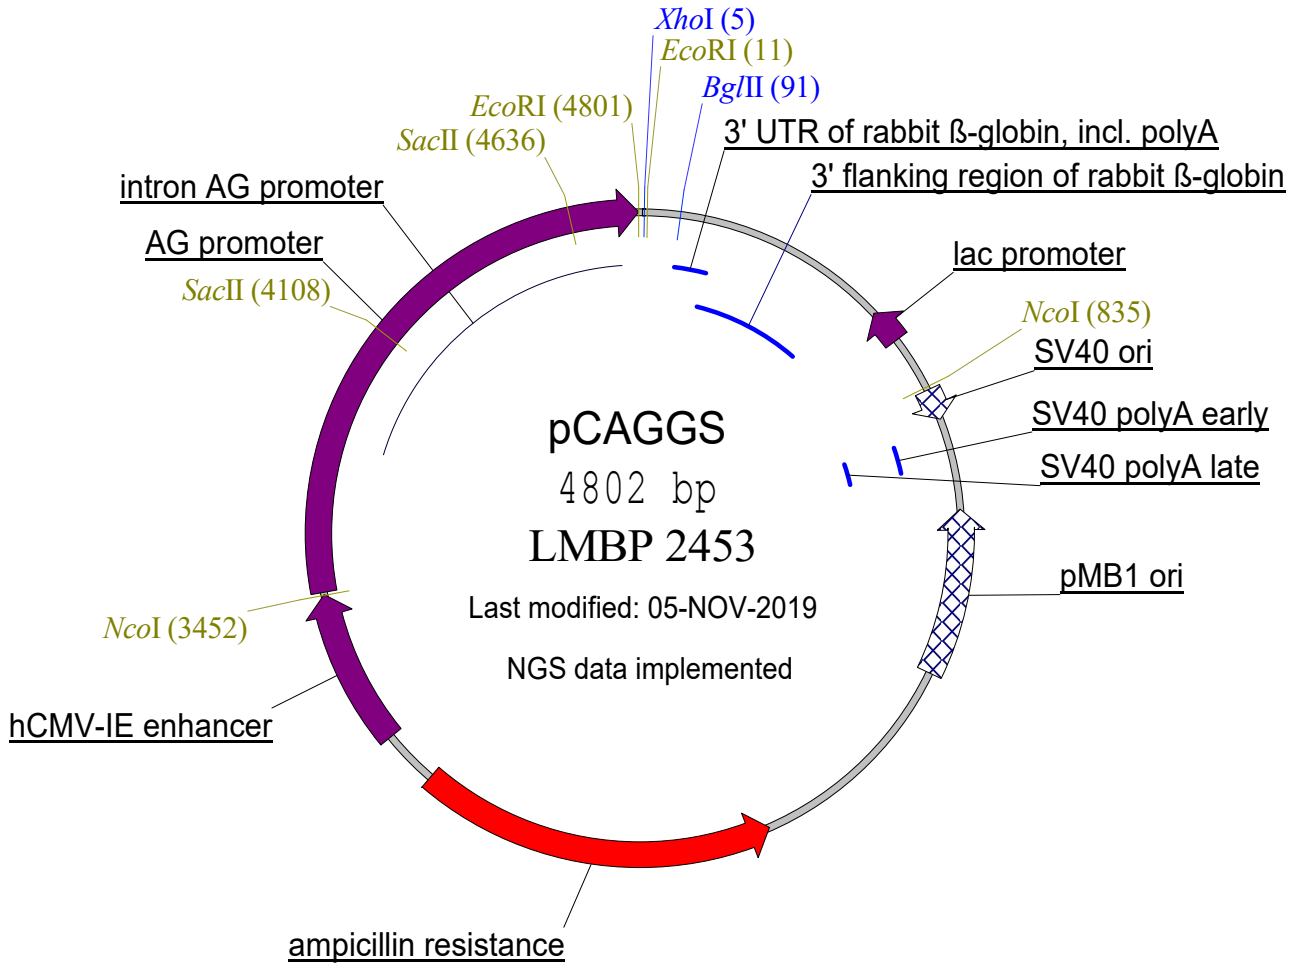 XhoI (5)
EcoRI (11)
BglII (91)
EcoRI (4801)
SacII (4636)
3' UTR of rabbit ß-globin, incl. polyA
3' flanking region of rabbit ß-globin
intron AG promoter
AG promoter
SacII (4108)
lac promoter
NcoI (835)
SV40 ori
SV40 polyA early
SV40 polyA late
pCAGGS
4802 bp
LMBP 2453
Last modified: 05-NOV-2019
NGS data implemented
pMB1 ori
NcoI (3452)
hCMV-IE enhancer
ampicillin resistance